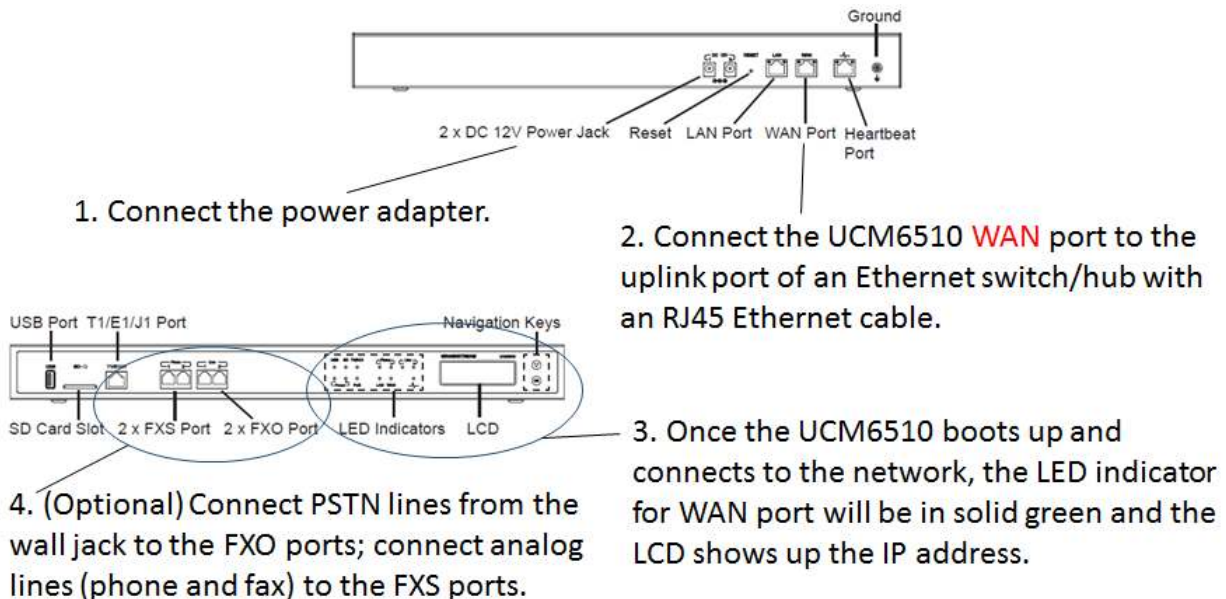 Ground
RESET LAN WAN
2 x DC 12V Power Jack Reset LAN Port WAN Port Heartbeat Port
1. Connect the power adapter.
2. Connect the UCM6510 WAN port to the
uplink port of an Ethernet switch/hub with
an RJ45 Ethernet cable.
USB Port T1/E1/J1 Port Navigation Keys
SD Card Slot 2 x FXS Port 2 x FXO Port LED Indicators LCD
3. Once the UCM6510 boots up and
connects to the network, the LED indicator
for WAN port will be in solid green and the
LCD shows up the IP address.
4. (Optional) Connect PSTN lines from the
wall jack to the FXO ports; connect analog
lines (phone and fax) to the FXS ports.